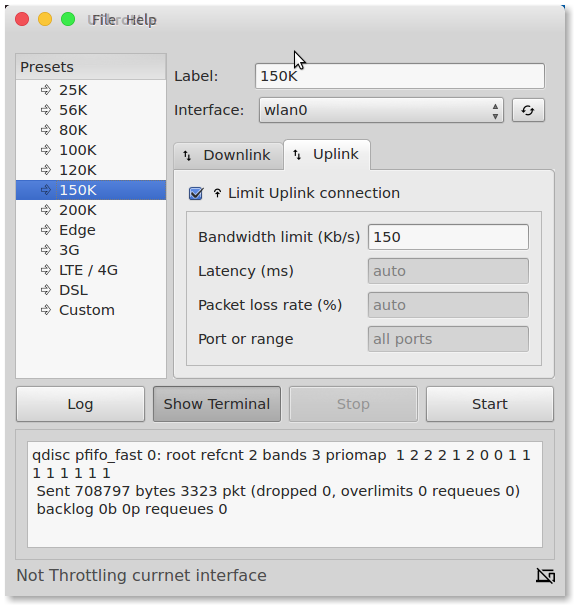 File Help
Presets
25K
56K
80K
100K
120K
150K
200K
Edge
3G
LTE / 4G
DSL
Custom
Label: 150K
Interface: wlan0
Downlink Uplink
Limit Uplink connection
Bandwidth limit (Kb/s) 150
Latency (ms) auto
Packet loss rate (%) auto
Port or range all ports
Log Show Terminal Stop Start
qdisc pfifo_fast 0: root refcnt 2 bands 3 priomap  1 2 2 2 1 2 0 0 1 1
1 1 1 1 1 1
Sent 708797 bytes 3323 pkt (dropped 0, overlimits 0 requeues 0)
backlog 0b 0p requeues 0
Not Throttling currnet interface